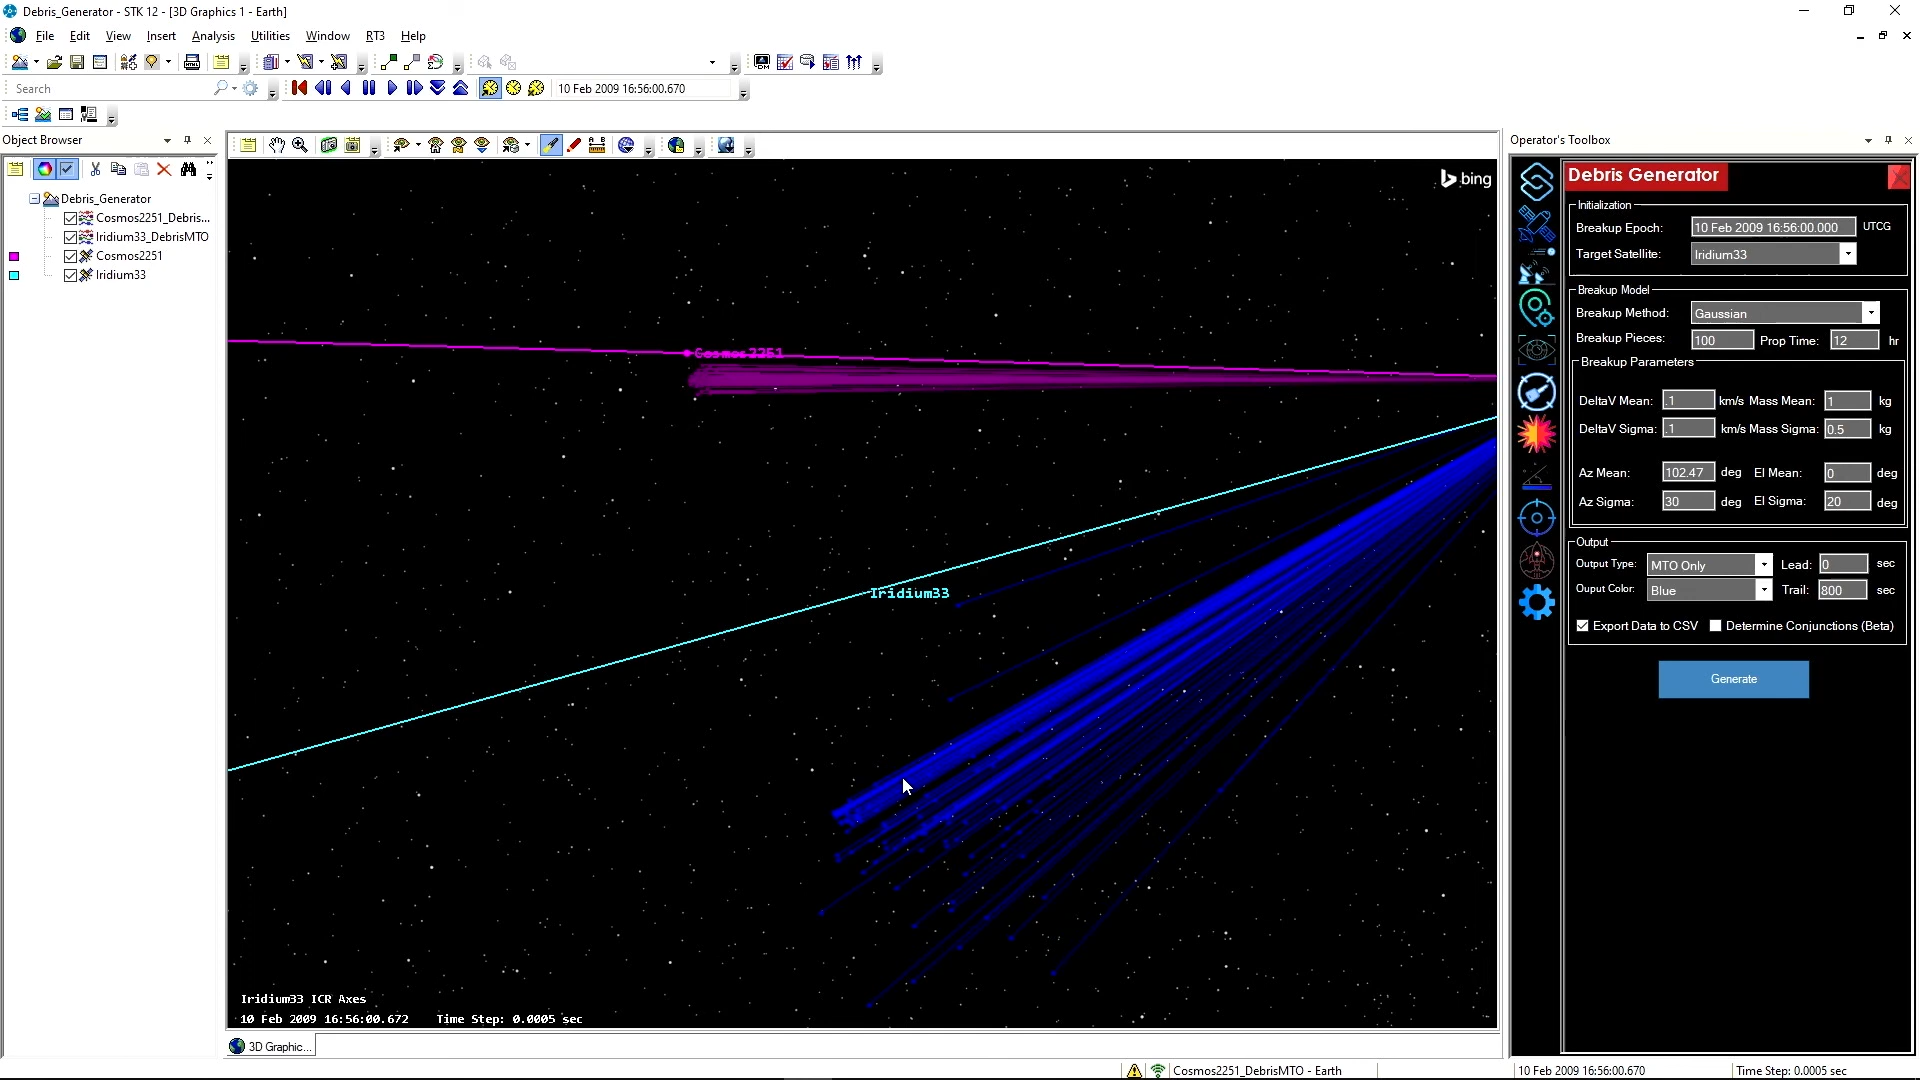 Debris_Generator - STK 12 - [3D Graphics 1 - Earth]
File Edit View Insert Analysis Utilities Window RT3 Help
Search
10 Feb 2009 16:56:00.670
Object Browser
Debris_Generator
Cosmos2251_Debris...
Iridium33_DebrisMTO
Cosmos2251
Iridium33
bing
Cosmos2251
Iridium33
Iridium33 ICR Axes
10 Feb 2009 16:56:00.672 Time Step: 0.0005 sec
3D Graphic...
Operator's Toolbox
Debris Generator
Initialization
Breakup Epoch: 10 Feb 2009 16:56:00.000 UTCG
Target Satellite: Iridium33
Breakup Model
Breakup Method: Gaussian
Breakup Pieces: 100 Prop Time: 12 hr
Breakup Parameters
DeltaV Mean: .1 km/s Mass Mean: 1 kg
DeltaV Sigma: .1 km/s Mass Sigma: 0.5 kg
Az Mean: 102.47 deg El Mean: 0 deg
Az Sigma: 30 deg El Sigma: 20 deg
Output
Output Type: MTO Only Lead: 0 sec
Ouput Color: Blue Trail: 800 sec
Export Data to CSV Determine Conjunctions (Beta)
Generate
Cosmos2251_DebrisMTO - Earth 10 Feb 2009 16:56:00.670 Time Step: 0.0005 sec